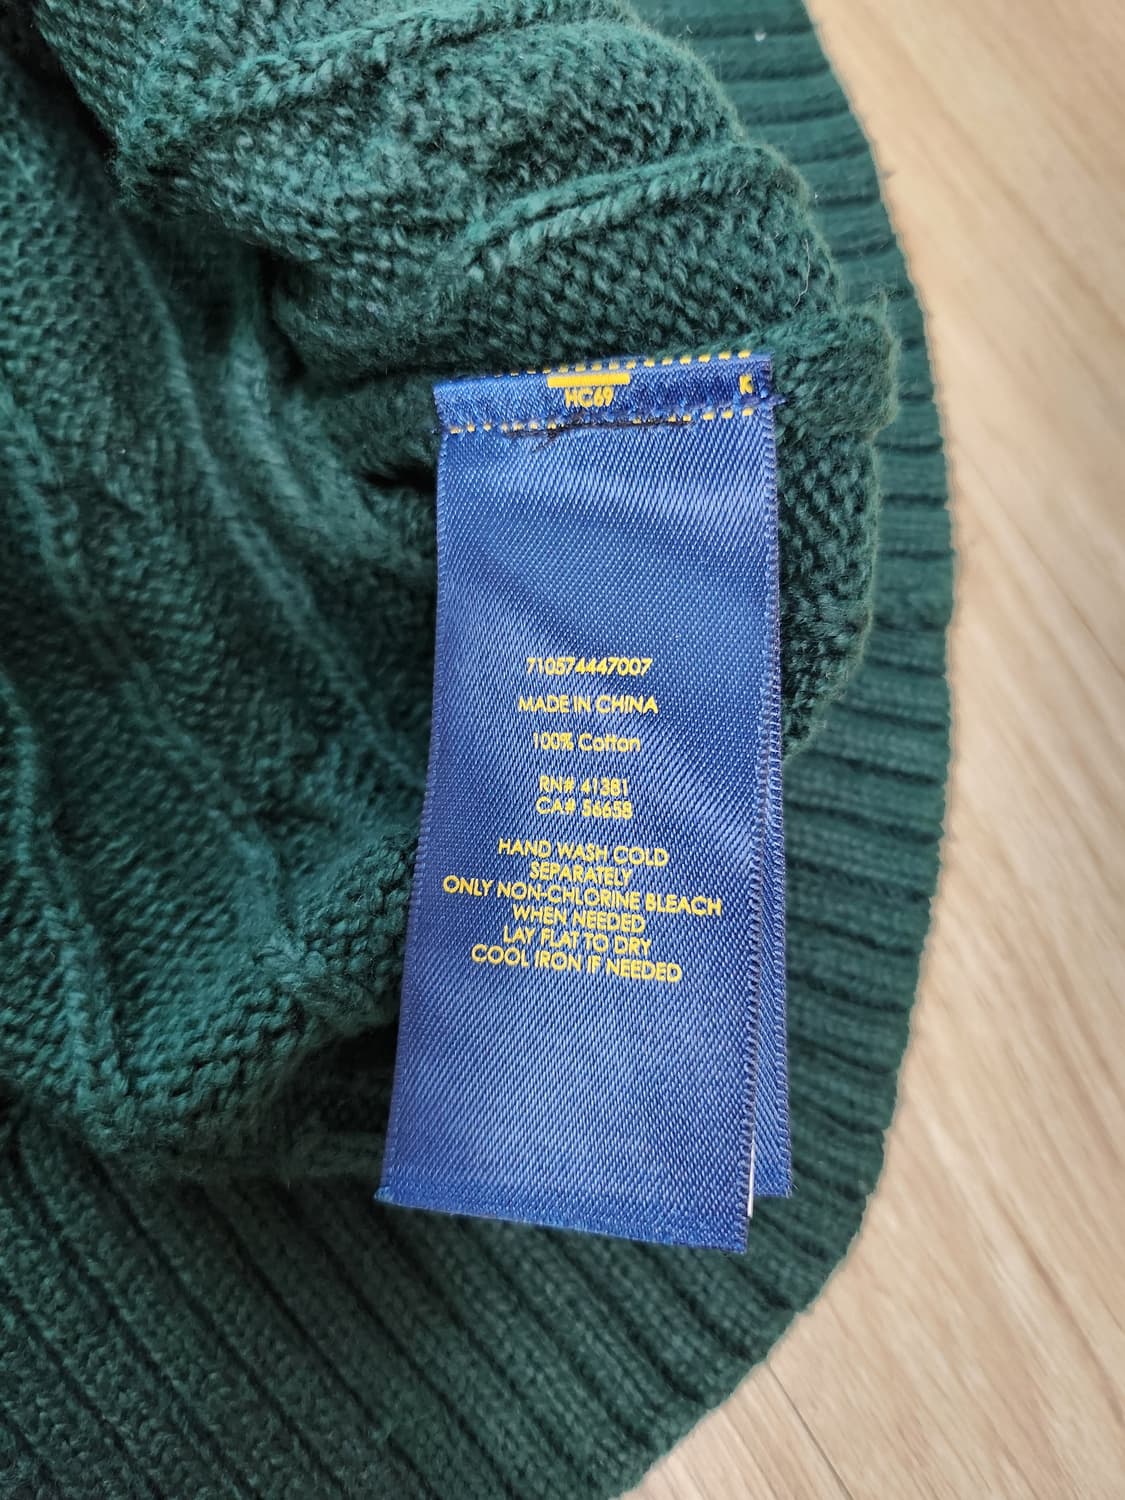 K
HC69
710574447007
MADE IN CHINA
100% Cotton
RN# 41381
CA# 56658
HAND WASH COLD
SEPARATELY
ONLY NON-CHLORINE BLEACH
WHEN NEEDED
LAY FLAT TO DRY
COOL IRON IF NEEDED